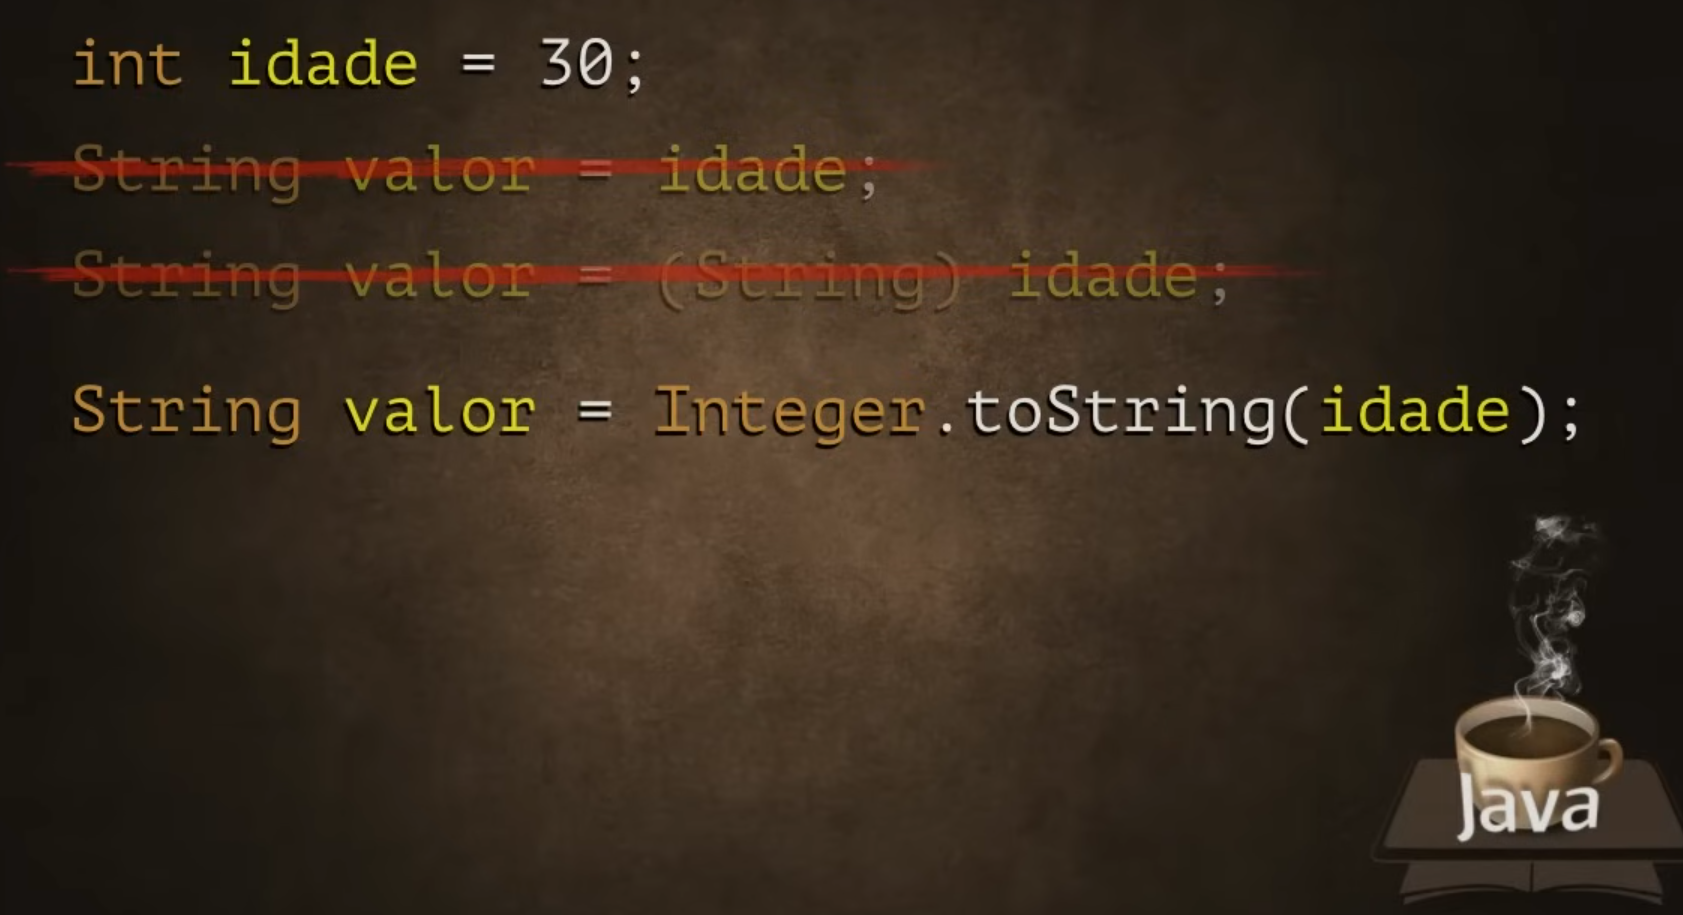 int idade = 30;
String valor = idade;
String valor = (String) idade;
String valor = Integer.toString(idade);
Java